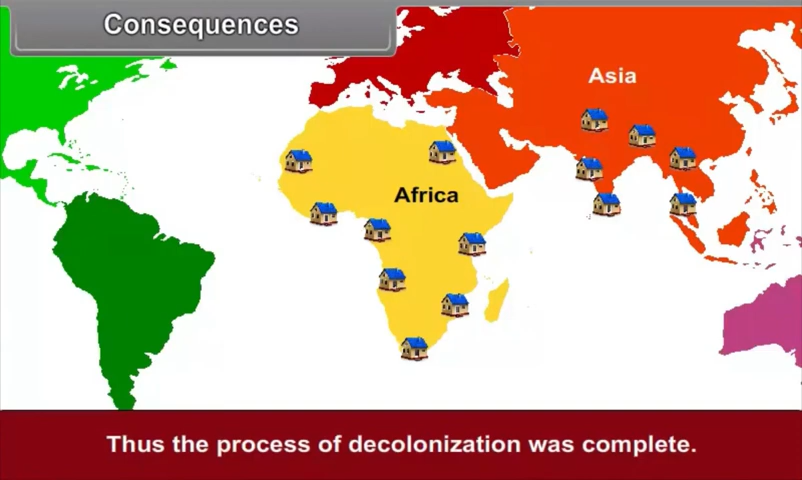 Consequences
Asia
Africa
Thus the process of decolonization was complete.